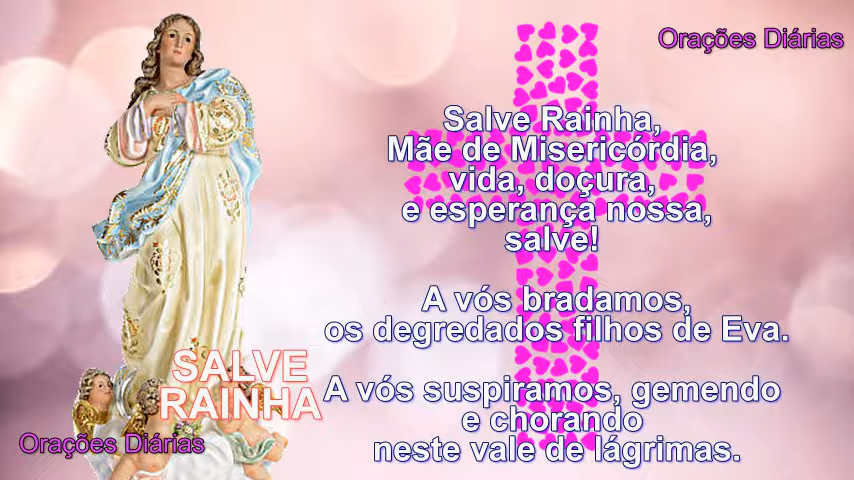 Orações Diárias
Salve Rainha,
Mãe de Misericórdia,
vida, doçura,
e esperança nossa,
salve!
A vós bradamos,
os degredados filhos de Eva.
A vós suspiramos, gemendo
e chorando
neste vale de lágrimas.
SALVE
RAINHA
Orações Diárias